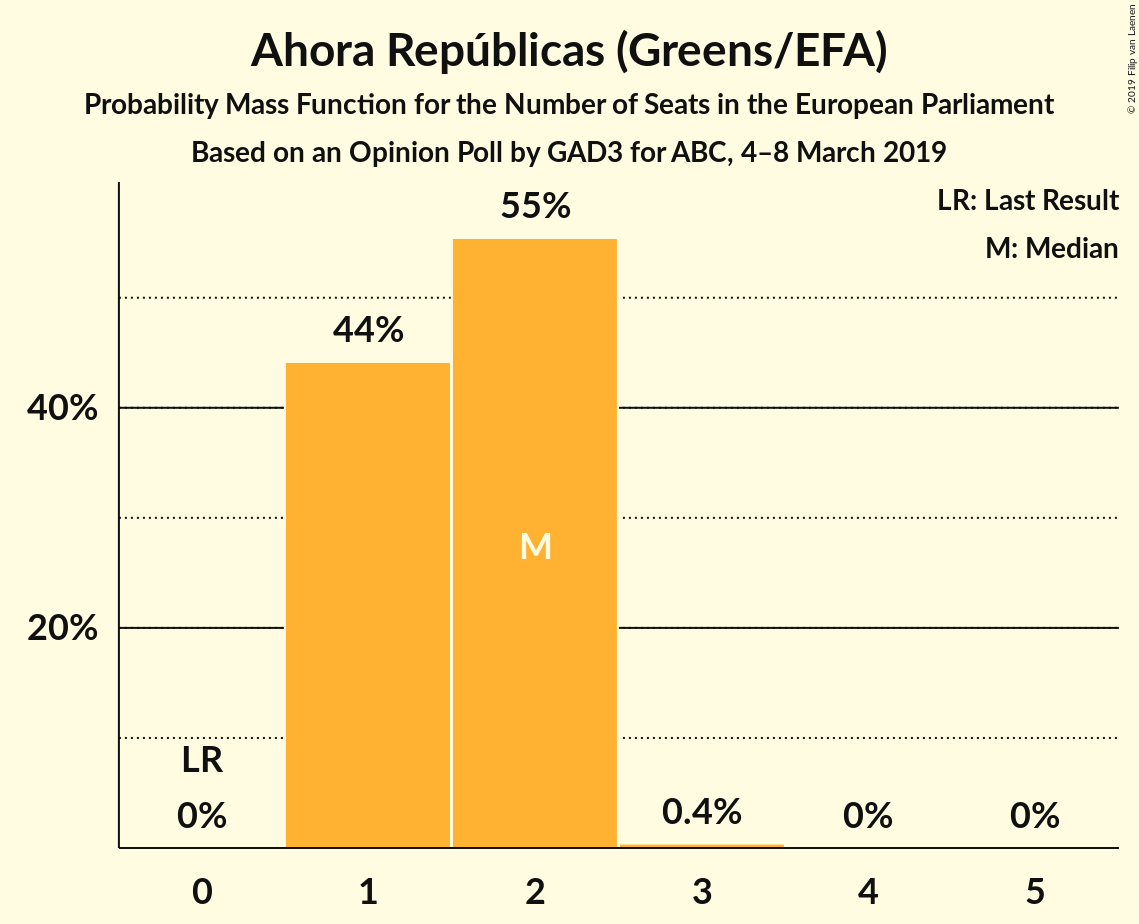 Ahora Repúblicas (Greens/EFA)
Probability Mass Function for the Number of Seats in the European Parliament
Based on an Opinion Poll by GAD3 for ABC, 4–8 March 2019
© 2019 Filip van Laenen
LR: Last Result
M: Median
55%
44%
40%
M
20%
LR
0%
0.4%
0%
0%
0 1 2 3 4 5